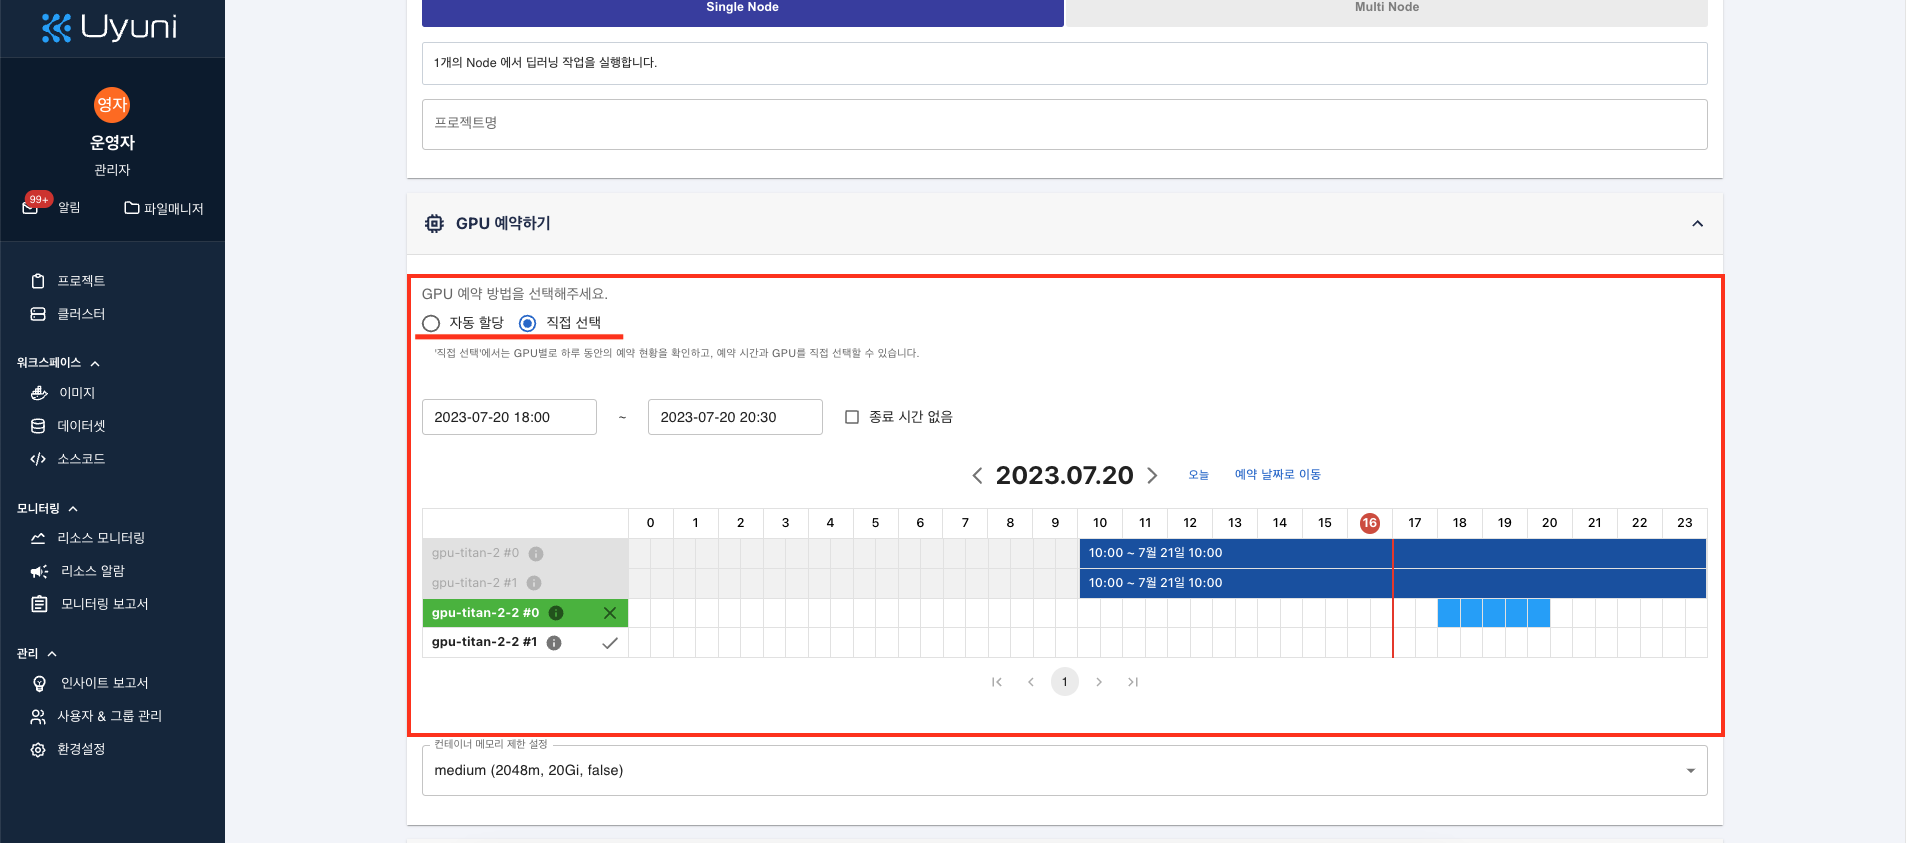 Uyuni
영자
운영자
관리자
99+
알림
파일매니저
프로젝트
클러스터
워크스페이스
이미지
데이터셋
소스코드
모니터링
리소스 모니터링
리소스 알람
모니터링 보고서
관리
인사이트 보고서
사용자 & 그룹 관리
환경설정
Single Node
Multi Node
1개의 Node 에서 딥러닝 작업을 실행합니다.
프로젝트명
GPU 예약하기
GPU 예약 방법을 선택해주세요.
자동 할당
직접 선택
'직접 선택'에서는 GPU별로 하루 동안의 예약 현황을 확인하고, 예약 시간과 GPU를 직접 선택할 수 있습니다.
2023-07-20 18:00 ~ 2023-07-20 20:30 종료 시간 없음
2023.07.20 오늘 예약 날짜로 이동
0 1 2 3 4 5 6 7 8 9 10 11 12 13 14 15 16 17 18 19 20 21 22 23
gpu-titan-2 #0 10:00 ~ 7월 21일 10:00
gpu-titan-2 #1 10:00 ~ 7월 21일 10:00
gpu-titan-2-2 #0
gpu-titan-2-2 #1
1
컨테이너 메모리 제한 설정
medium (2048m, 20Gi, false)